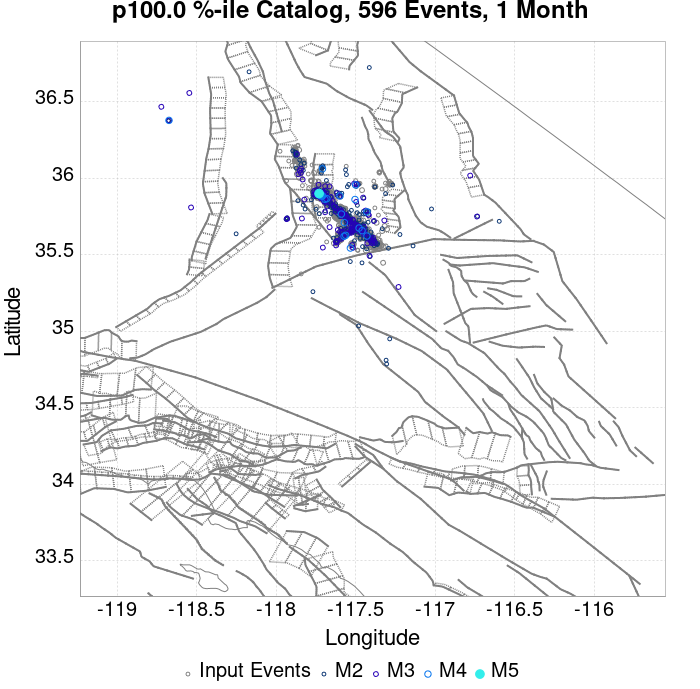 p100.0 %-ile Catalog, 596 Events, 1 Month
36.5
36
35.5
35
34.5
34
33.5
Latitude
-119 -118.5 -118 -117.5 -117 -116.5 -116
Longitude
Input Events M2 M3 M4 M5